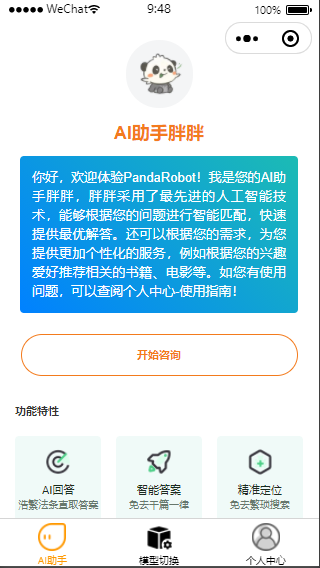 WeChat 9:48 100%
AI助手胖胖
你好，欢迎体验PandaRobot！我是您的AI助
手胖胖，胖胖采用了最先进的人工智能技
术，能够根据您的问题进行智能匹配，快速
提供最优解答。还可以根据您的需求，为您
提供更加个性化的服务，例如根据您的兴趣
爱好推荐相关的书籍、电影等。如您有使用
问题，可以查阅个人中心-使用指南！
开始咨询
功能特性
AI回答 智能答案 精准定位
浩繁法条直取答案 免去千篇一律 免去繁琐搜索
AI助手 模型切换 个人中心